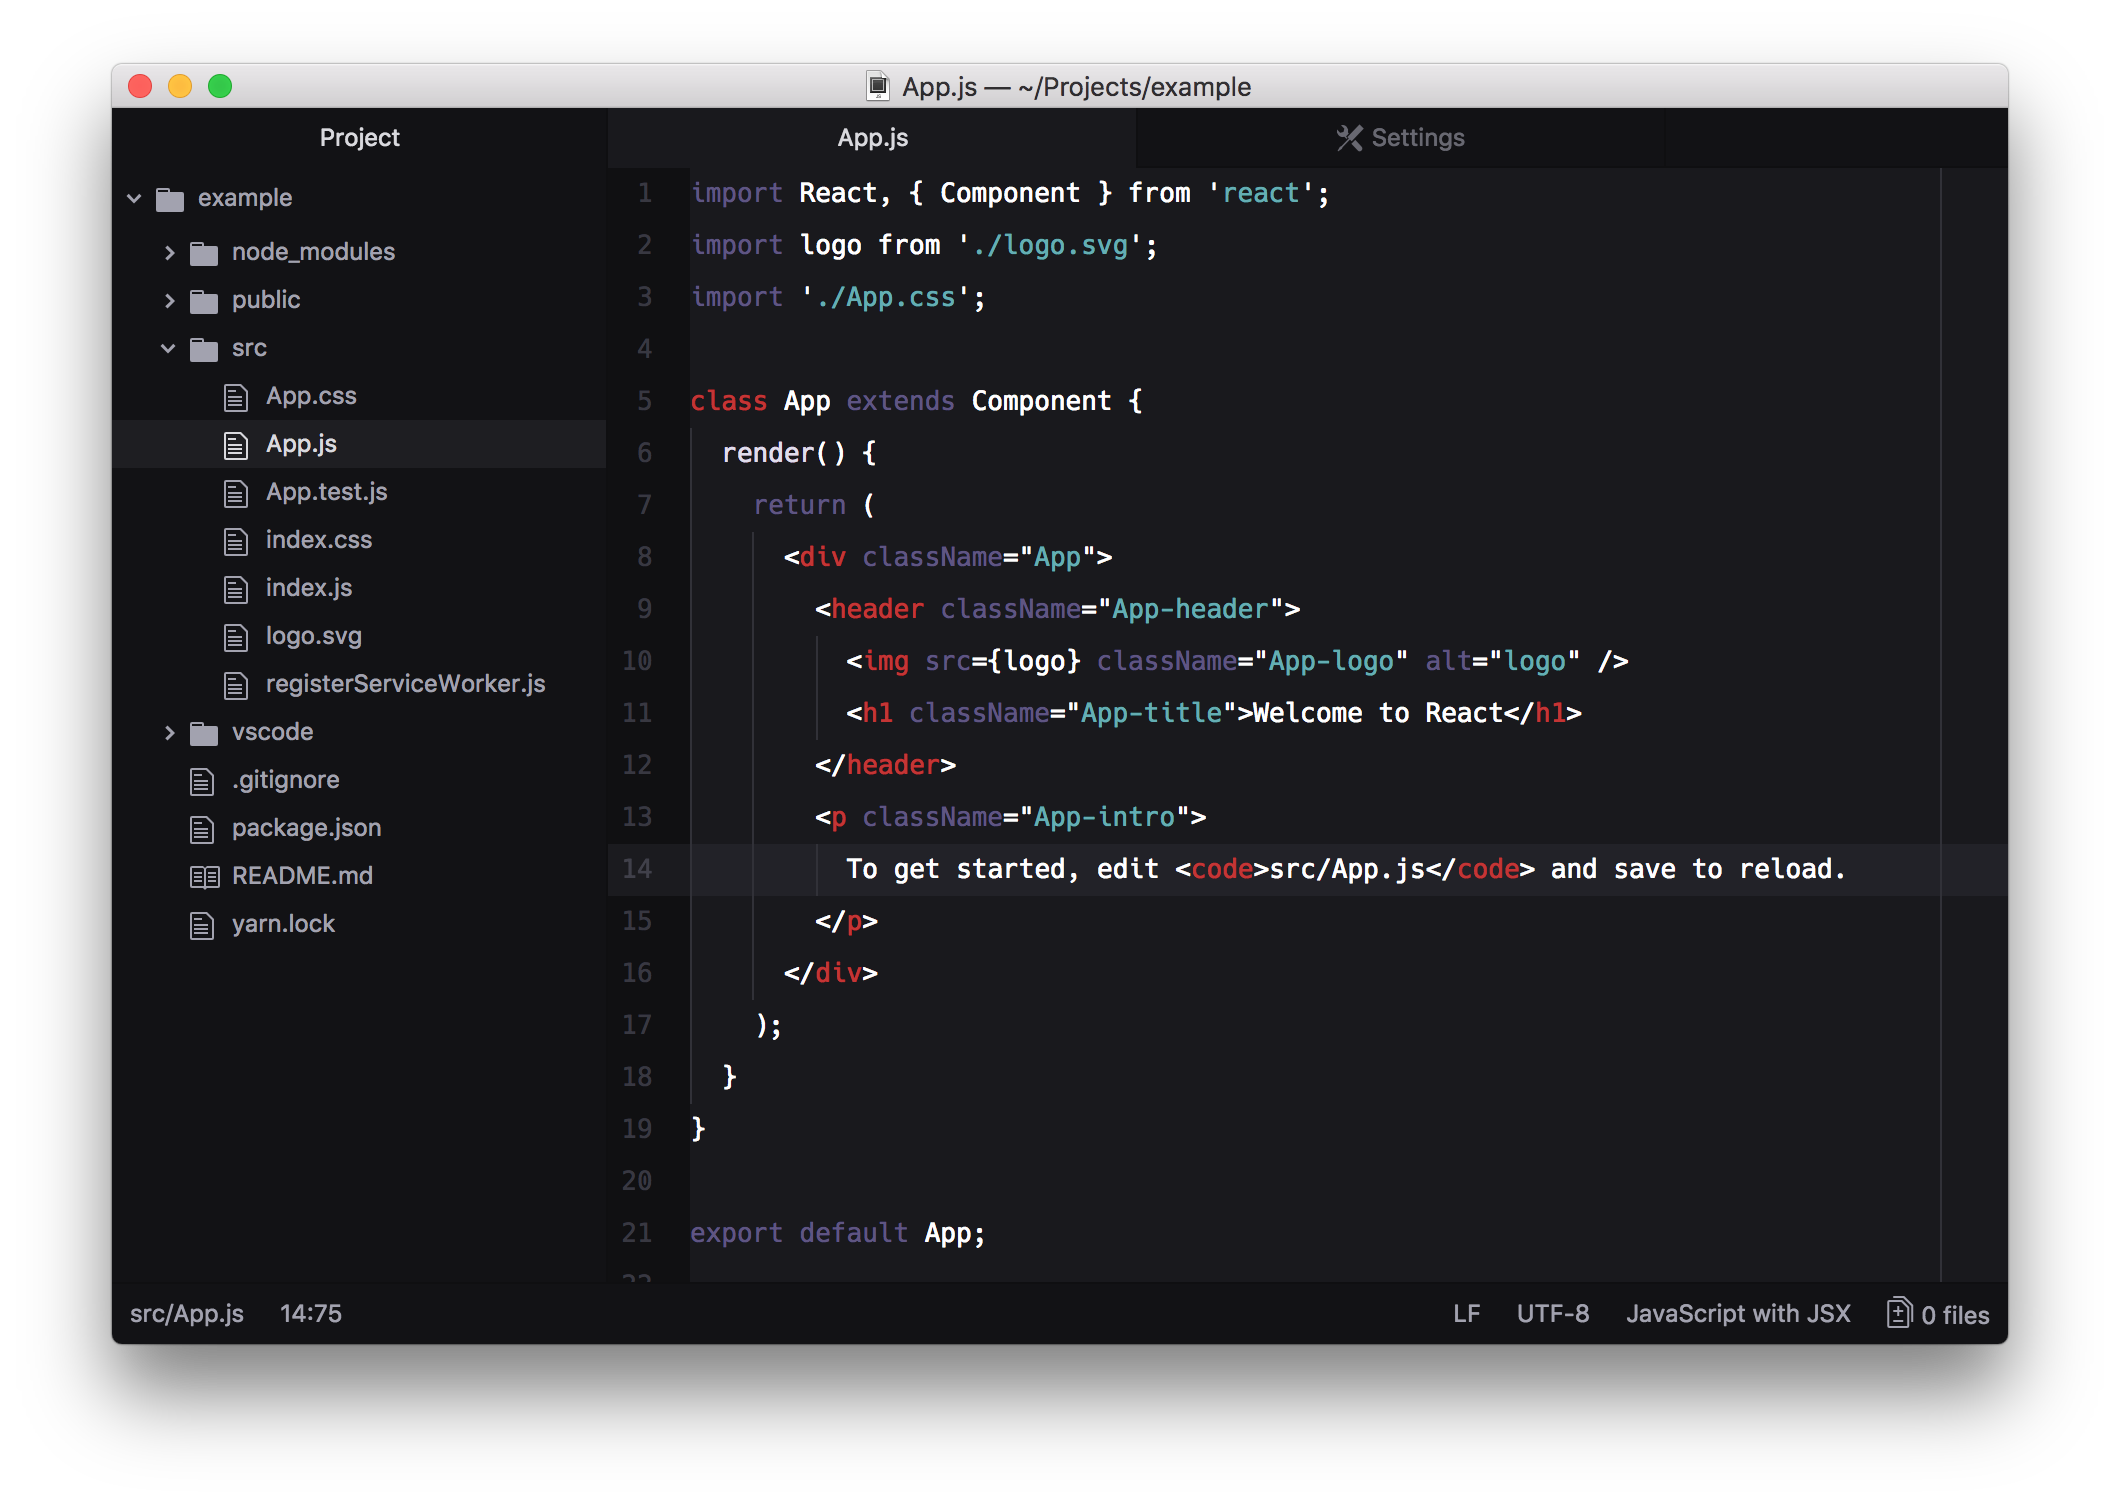 App.js — ~/Projects/example
Project
App.js
Settings
example
node_modules
public
src
App.css
App.js
App.test.js
index.css
index.js
logo.svg
registerServiceWorker.js
vscode
.gitignore
package.json
README.md
yarn.lock
1 import React, { Component } from 'react';
2 import logo from './logo.svg';
3 import './App.css';
4
5 class App extends Component {
6   render() {
7     return (
8       <div className="App">
9         <header className="App-header">
10           <img src={logo} className="App-logo" alt="logo" />
11           <h1 className="App-title">Welcome to React</h1>
12         </header>
13         <p className="App-intro">
14           To get started, edit <code>src/App.js</code> and save to reload.
15         </p>
16       </div>
17     );
18   }
19 }
20
21 export default App;
22
src/App.js 14:75
LF UTF-8 JavaScript with JSX 0 files